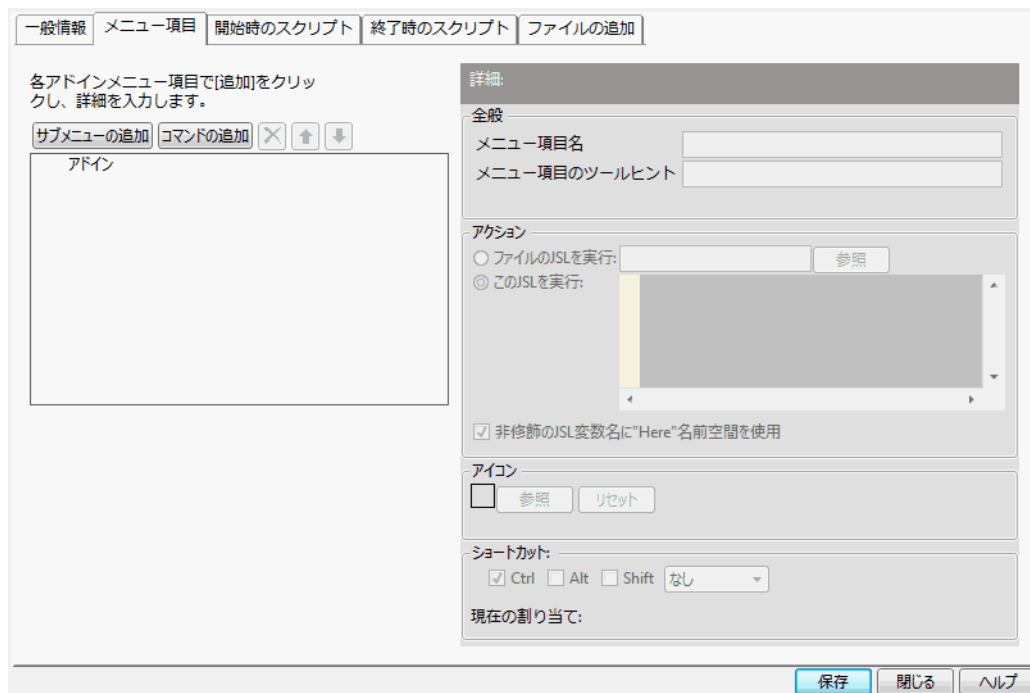 一般情報 メニュー項目 開始時のスクリプト 終了時のスクリプト ファイルの追加
各アドインメニュー項目で[追加]をクリッ
クし、詳細を入力します。
サブメニューの追加 コマンドの追加
アドイン
詳細:
全般
メニュー項目名
メニュー項目のツールヒント
アクション
ファイルのJSLを実行: 参照
このJSLを実行:
非修飾のJSL変数名に"Here"名前空間を使用
アイコン
参照 リセット
ショートカット:
Ctrl Alt Shift なし
現在の割り当て:
保存 閉じる ヘルプ